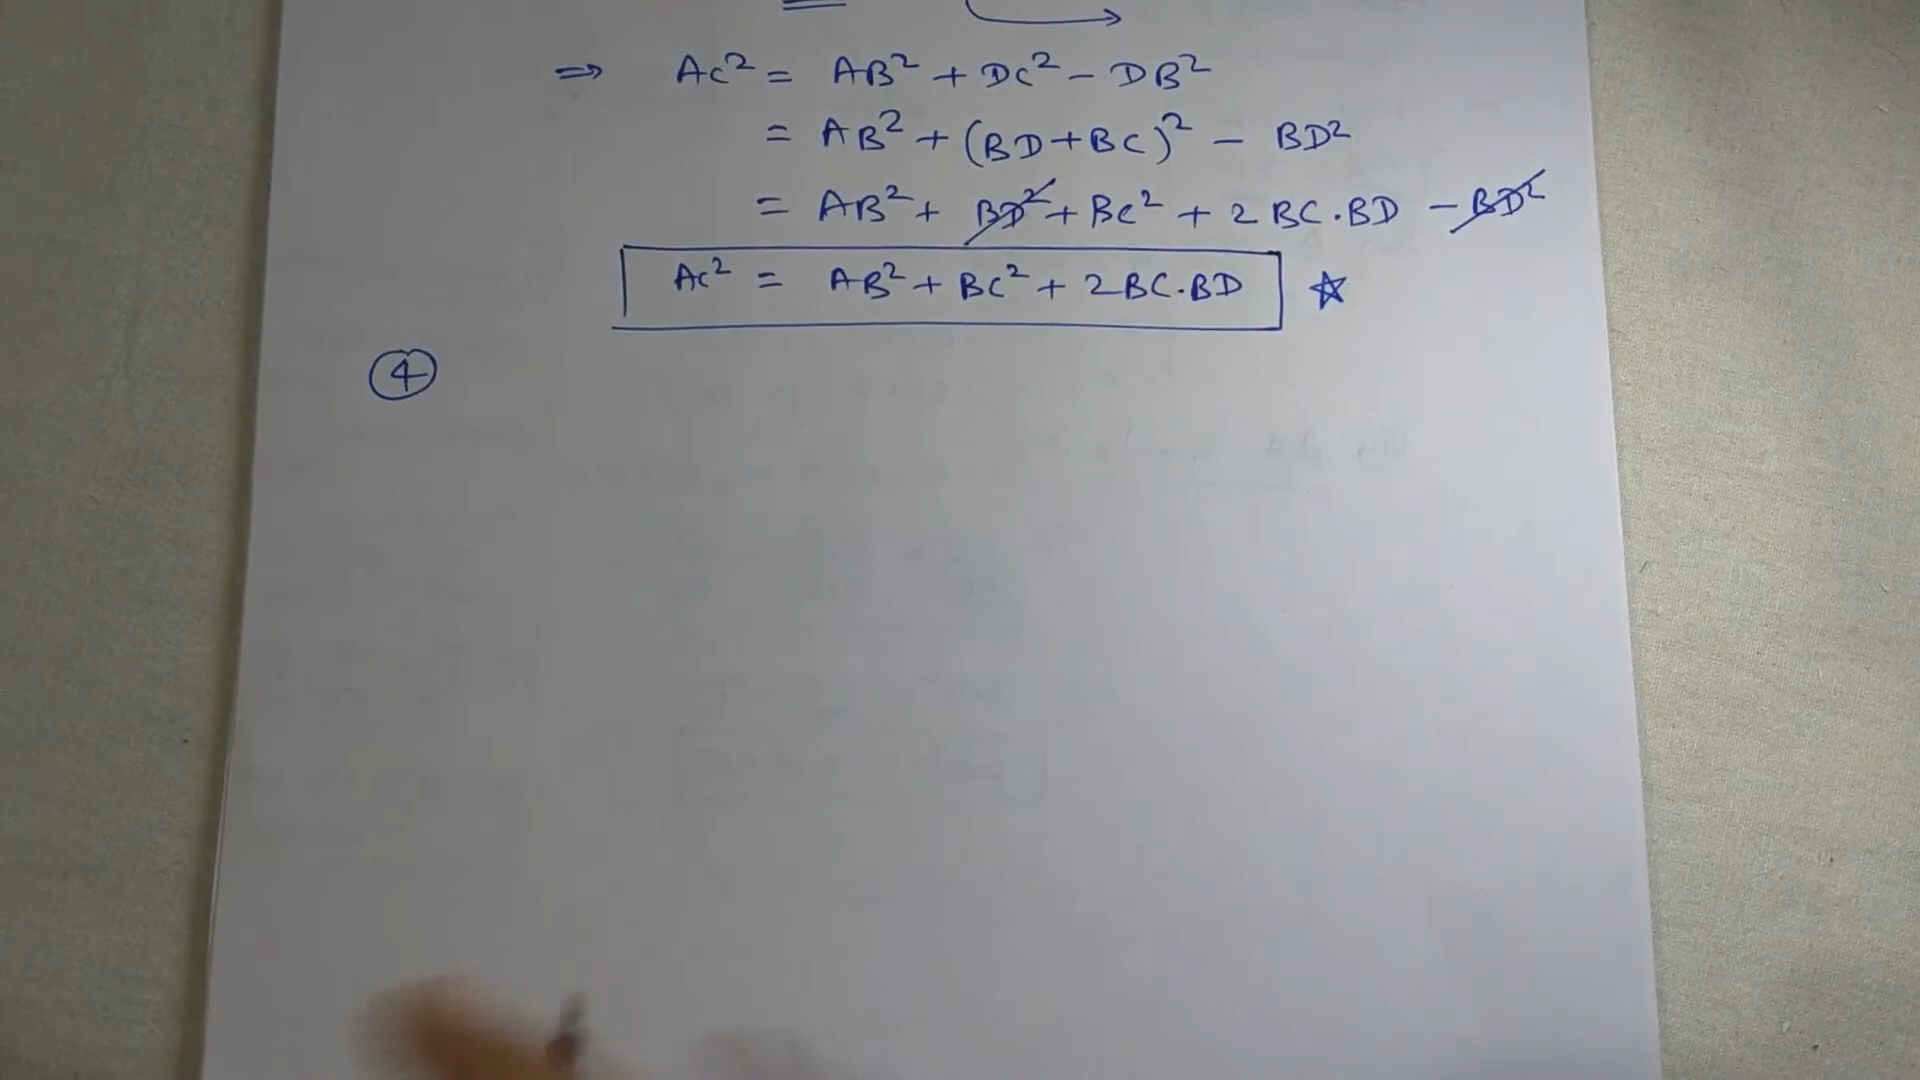 ⇒ AC² = AB² + DC² - DB²
= AB² + (BD+BC)² - BD²
= AB² + BD² + BC² + 2BC.BD - BD²
AC² = AB² + BC² + 2BC.BD ☆
④